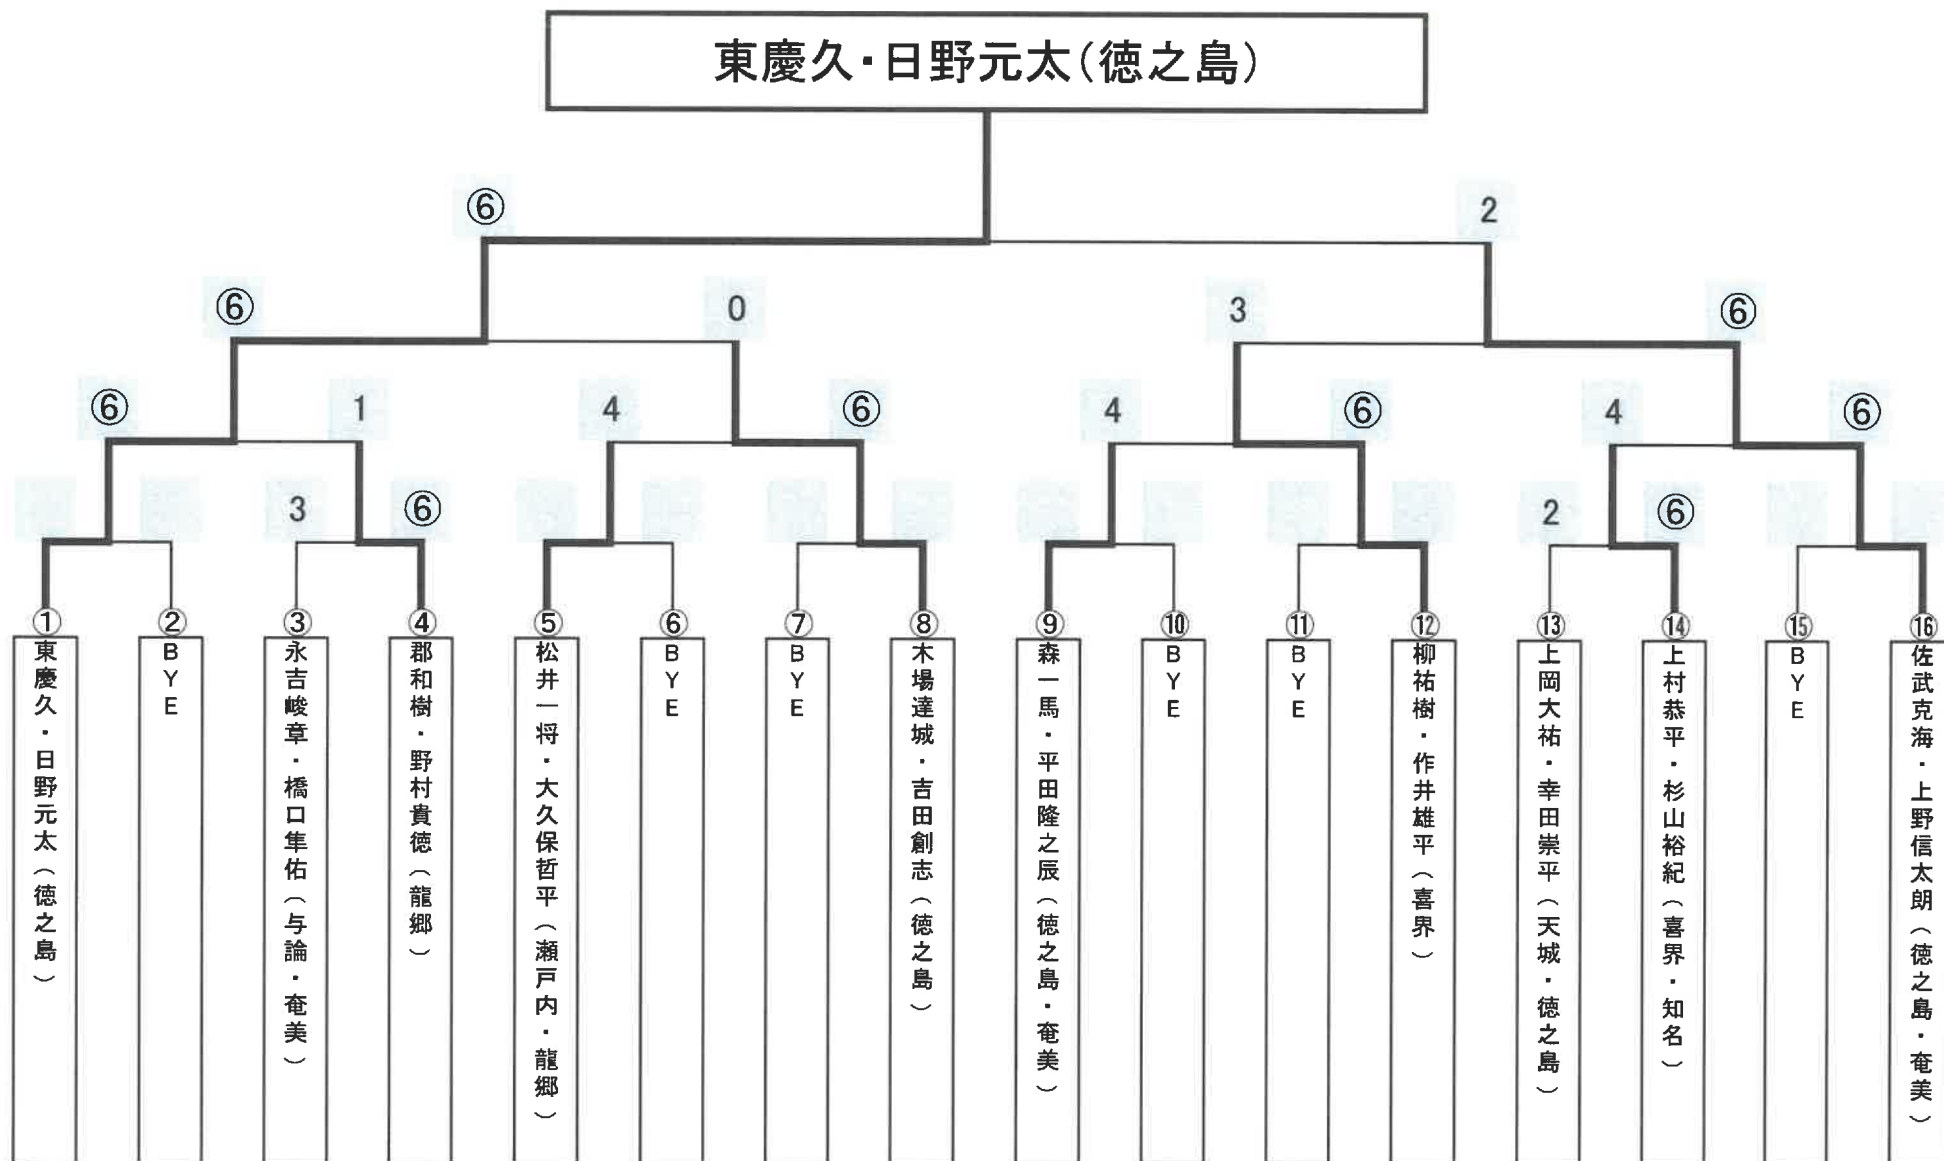 東慶久・日野元太(徳之島)
⑥
2
⑥
0
3
⑥
⑥
1
4
⑥
4
⑥
4
⑥
3
⑥
2
⑥
①
②
③
④
⑤
⑥
⑦
⑧
⑨
⑩
⑪
⑫
⑬
⑭
⑮
⑯
東慶久・日野元太(徳之島)
BYE
永吉峻章・橋口隼佑(与論・奄美)
郡和樹・野村貴徳(龍郷)
松井一将・大久保哲平(瀬戸内・龍郷)
BYE
BYE
木場達城・吉田創志(徳之島)
森一馬・平田隆之辰(徳之島・奄美)
BYE
BYE
柳祐樹・作井雄平(喜界)
上岡大祐・幸田崇平(天城・徳之島)
上村恭平・杉山裕紀(喜界・知名)
BYE
佐武克海・上野信太朗(徳之島・奄美)